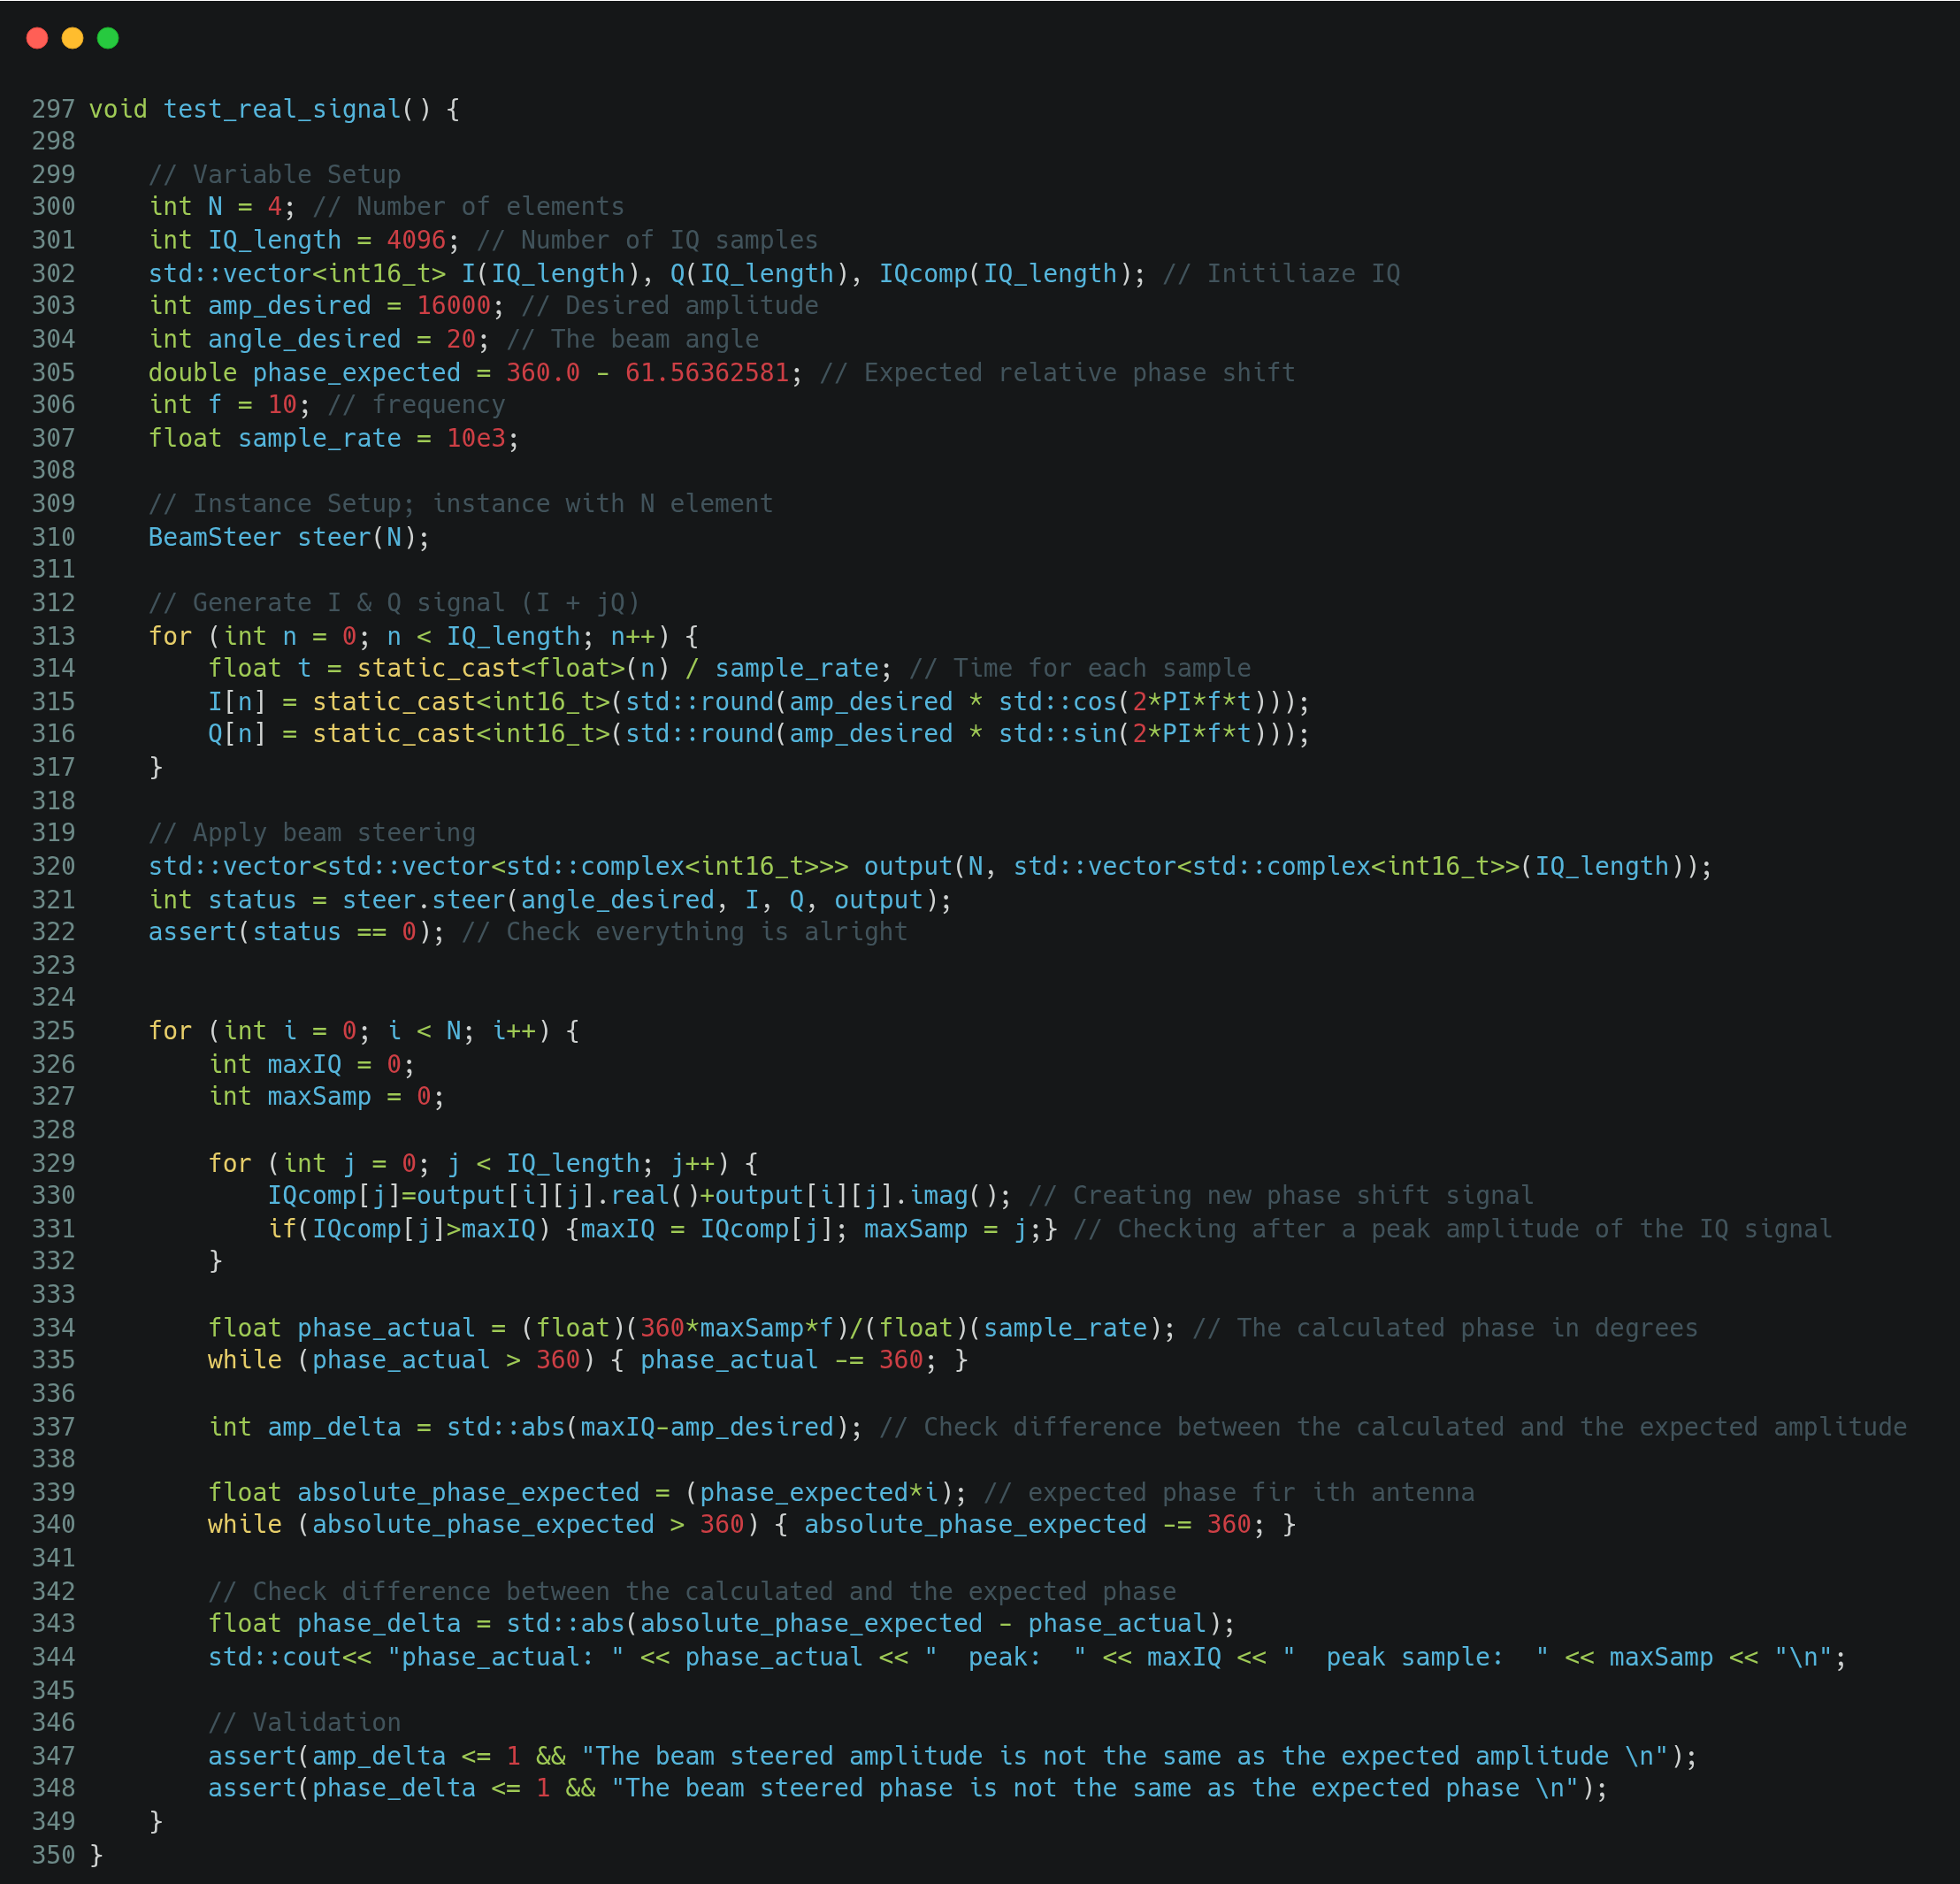 297 void test_real_signal() {
298
299     // Variable Setup
300     int N = 4; // Number of elements
301     int IQ_length = 4096; // Number of IQ samples
302     std::vector<int16_t> I(IQ_length), Q(IQ_length), IQcomp(IQ_length); // Initiliaze IQ
303     int amp_desired = 16000; // Desired amplitude
304     int angle_desired = 20; // The beam angle
305     double phase_expected = 360.0 - 61.56362581; // Expected relative phase shift
306     int f = 10; // frequency
307     float sample_rate = 10e3;
308
309     // Instance Setup; instance with N element
310     BeamSteer steer(N);
311
312     // Generate I & Q signal (I + jQ)
313     for (int n = 0; n < IQ_length; n++) {
314         float t = static_cast<float>(n) / sample_rate; // Time for each sample
315         I[n] = static_cast<int16_t>(std::round(amp_desired * std::cos(2*PI*f*t)));
316         Q[n] = static_cast<int16_t>(std::round(amp_desired * std::sin(2*PI*f*t)));
317     }
318
319     // Apply beam steering
320     std::vector<std::vector<std::complex<int16_t>>> output(N, std::vector<std::complex<int16_t>>(IQ_length));
321     int status = steer.steer(angle_desired, I, Q, output);
322     assert(status == 0); // Check everything is alright
323
324
325     for (int i = 0; i < N; i++) {
326         int maxIQ = 0;
327         int maxSamp = 0;
328
329         for (int j = 0; j < IQ_length; j++) {
330             IQcomp[j]=output[i][j].real()+output[i][j].imag(); // Creating new phase shift signal
331             if(IQcomp[j]>maxIQ) {maxIQ = IQcomp[j]; maxSamp = j;} // Checking after a peak amplitude of the IQ signal
332         }
333
334         float phase_actual = (float)(360*maxSamp*f)/(float)(sample_rate); // The calculated phase in degrees
335         while (phase_actual > 360) { phase_actual -= 360; }
336
337         int amp_delta = std::abs(maxIQ-amp_desired); // Check difference between the calculated and the expected amplitude
338
339         float absolute_phase_expected = (phase_expected*i); // expected phase fir ith antenna
340         while (absolute_phase_expected > 360) { absolute_phase_expected -= 360; }
341
342         // Check difference between the calculated and the expected phase
343         float phase_delta = std::abs(absolute_phase_expected - phase_actual);
344         std::cout<< "phase_actual: " << phase_actual << "  peak:  " << maxIQ << "  peak sample:  " << maxSamp << "\n";
345
346         // Validation
347         assert(amp_delta <= 1 && "The beam steered amplitude is not the same as the expected amplitude \n");
348         assert(phase_delta <= 1 && "The beam steered phase is not the same as the expected phase \n");
349     }
350 }